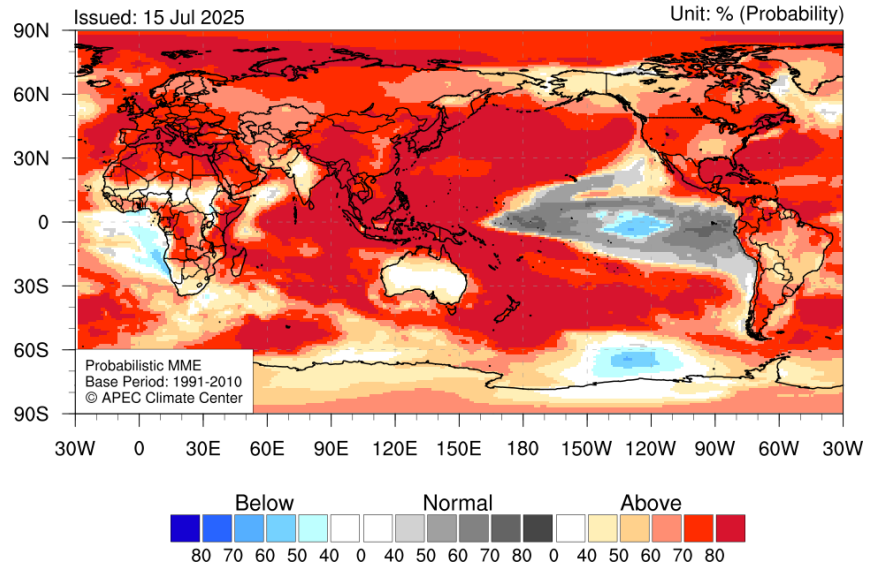 Issued: 15 Jul 2025
Unit: % (Probability)
90N
60N
30N
0
30S
60S
90S
Probabilistic MME
Base Period: 1991-2010
© APEC Climate Center
30W 0 30E 60E 90E 120E 150E 180 150W 120W 90W 60W 30W
Below Normal Above
80 70 60 50 40 0 40 50 60 70 80 0 40 50 60 70 80